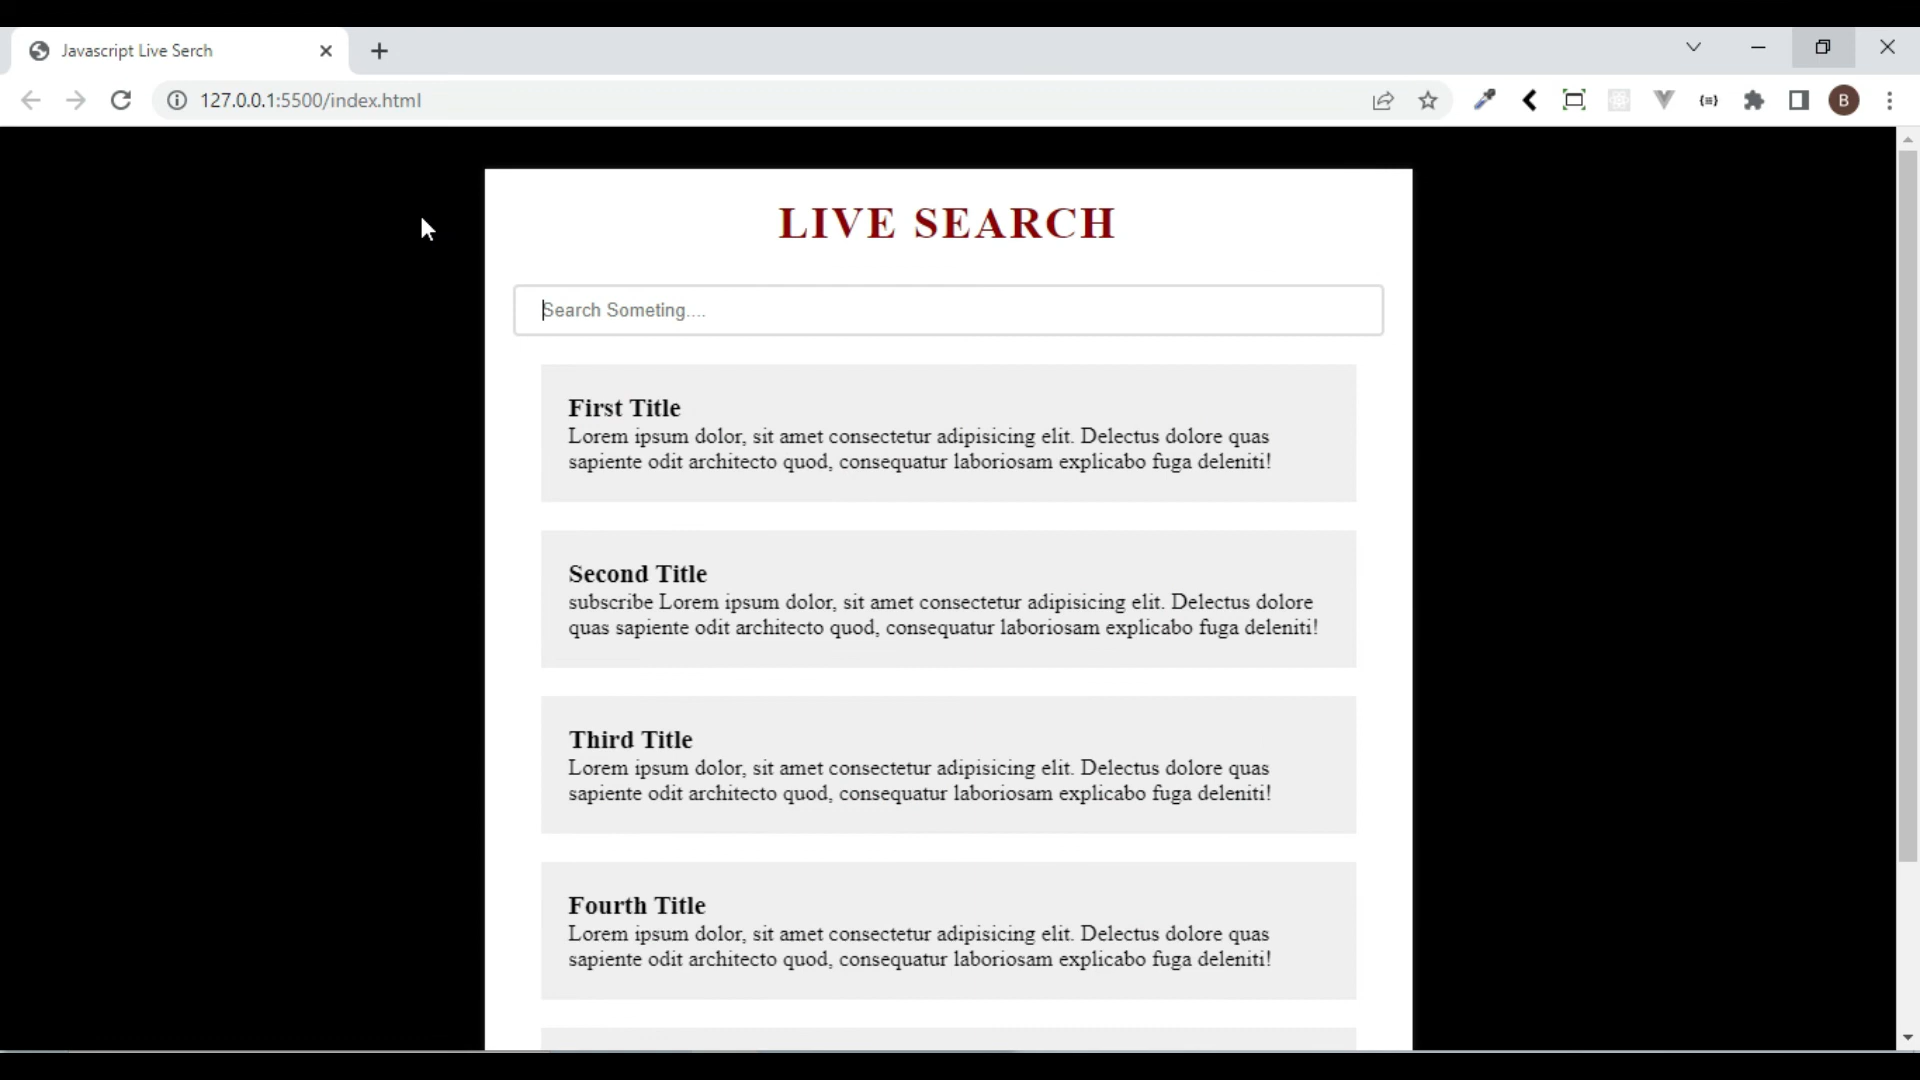 Javascript Live Serch
127.0.0.1:5500/index.html
B
LIVE SEARCH
Search Someting....
First Title
Lorem ipsum dolor, sit amet consectetur adipisicing elit. Delectus dolore quas
sapiente odit architecto quod, consequatur laboriosam explicabo fuga deleniti!
Second Title
subscribe Lorem ipsum dolor, sit amet consectetur adipisicing elit. Delectus dolore
quas sapiente odit architecto quod, consequatur laboriosam explicabo fuga deleniti!
Third Title
Lorem ipsum dolor, sit amet consectetur adipisicing elit. Delectus dolore quas
sapiente odit architecto quod, consequatur laboriosam explicabo fuga deleniti!
Fourth Title
Lorem ipsum dolor, sit amet consectetur adipisicing elit. Delectus dolore quas
sapiente odit architecto quod, consequatur laboriosam explicabo fuga deleniti!